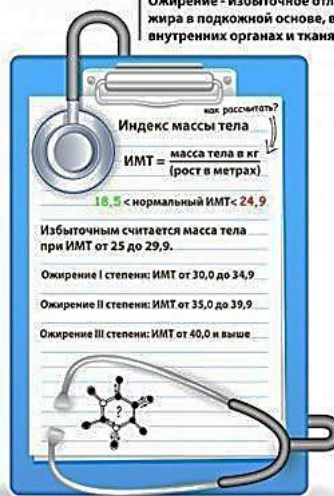 Ожирение - избыточное отл
жира в подкожной основе, в
внутренних органах и тканя
как рассчитать?
Индекс массы тела
ИМТ = масса тела в кг
(рост в метрах)
18,5 < нормальный ИМТ< 24,9
Избыточным считается масса тела
при ИМТ от 25 до 29,9.
Ожирение I степени: ИМТ от 30,0 до 34,9
Ожирение II степени: ИМТ от 35,0 до 39,9
Ожирение III степени: ИМТ от 40,0 и выше
?